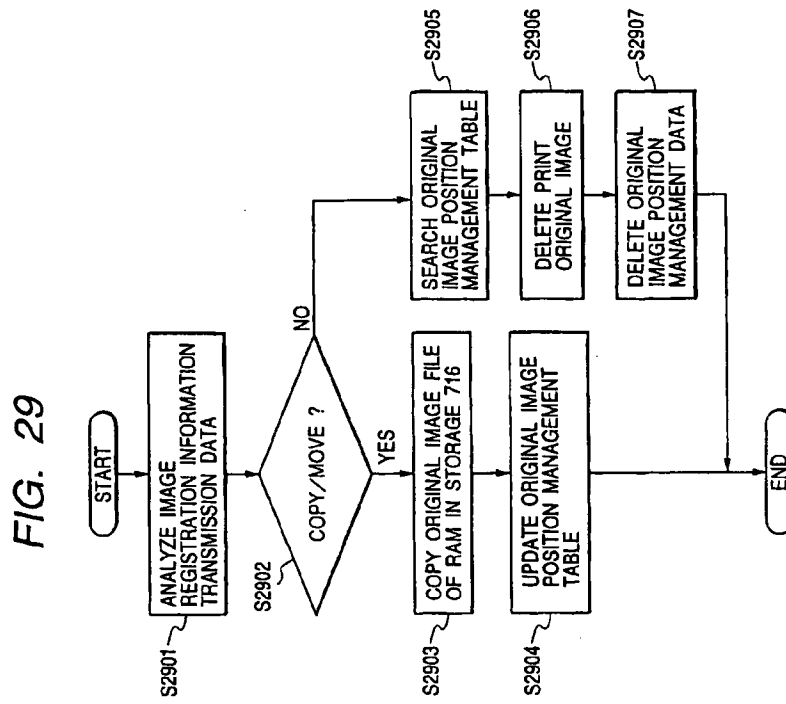 FIG. 29
START
ANALYZE IMAGE
REGISTRATION INFORMATION
TRANSMISSION DATA
S2901
COPY/MOVE ?
S2902
NO
YES
COPY ORIGINAL IMAGE FILE
OF RAM IN STORAGE 716
S2903
UPDATE ORIGINAL IMAGE
POSITION MANAGEMENT
TABLE
S2904
SEARCH ORIGINAL
IMAGE POSITION
MANAGEMENT TABLE
S2905
DELETE PRINT
ORIGINAL IMAGE
S2906
DELETE ORIGINAL
IMAGE POSITION
MANAGEMENT DATA
S2907
END